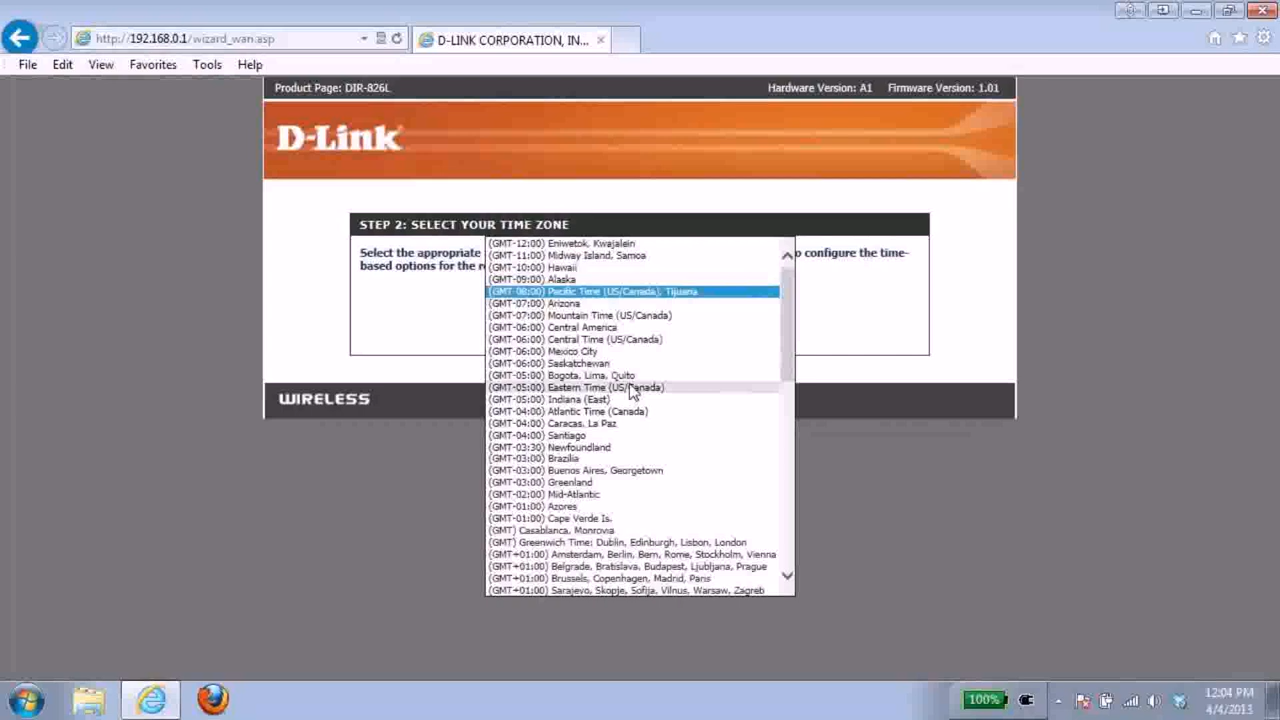 http://192.168.0.1/wizard_wan.asp
D-LINK CORPORATION, IN...
File Edit View Favorites Tools Help
Product Page: DIR-826L
Hardware Version: A1 Firmware Version: 1.01
D-Link
STEP 2: SELECT YOUR TIME ZONE
Select the appropriate
o configure the time-
based options for the r
(GMT-12:00) Eniwetok, Kwajalein
(GMT-11:00) Midway Island, Samoa
(GMT-10:00) Hawaii
(GMT-09:00) Alaska
(GMT-08:00) Pacific Time (US/Canada), Tijuana
(GMT-07:00) Arizona
(GMT-07:00) Mountain Time (US/Canada)
(GMT-06:00) Central America
(GMT-06:00) Central Time (US/Canada)
(GMT-06:00) Mexico City
(GMT-06:00) Saskatchewan
(GMT-05:00) Bogota, Lima, Quito
(GMT-05:00) Eastern Time (US/Canada)
(GMT-05:00) Indiana (East)
(GMT-04:00) Atlantic Time (Canada)
(GMT-04:00) Caracas, La Paz
(GMT-04:00) Santiago
(GMT-03:30) Newfoundland
(GMT-03:00) Brazilia
(GMT-03:00) Buenos Aires, Georgetown
(GMT-03:00) Greenland
(GMT-02:00) Mid-Atlantic
(GMT-01:00) Azores
(GMT-01:00) Cape Verde Is.
(GMT) Casablanca, Monrovia
(GMT) Greenwich Time: Dublin, Edinburgh, Lisbon, London
(GMT+01:00) Amsterdam, Berlin, Bern, Rome, Stockholm, Vienna
(GMT+01:00) Belgrade, Bratislava, Budapest, Ljubljana, Prague
(GMT+01:00) Brussels, Copenhagen, Madrid, Paris
(GMT+01:00) Sarajevo, Skopje, Sofija, Vilnus, Warsaw, Zagreb
WIRELESS
100%
12:04 PM
4/4/2013